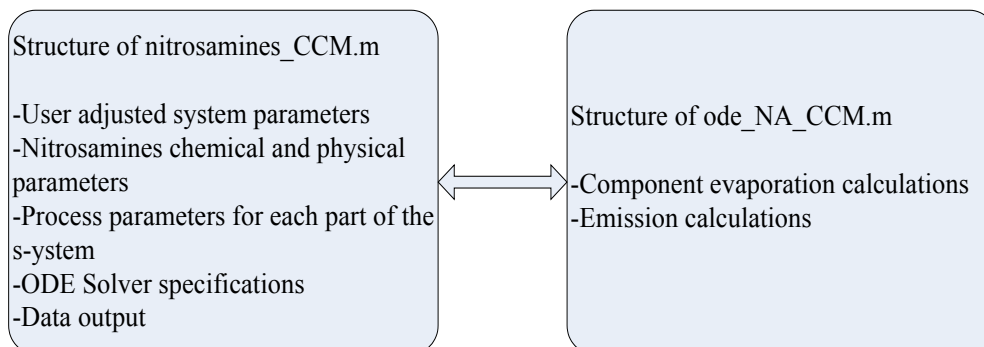 Structure of nitrosamines_CCM.m
-User adjusted system parameters
-Nitrosamines chemical and physical
parameters
-Process parameters for each part of the
s-ystem
-ODE Solver specifications
-Data output
Structure of ode_NA_CCM.m
-Component evaporation calculations
-Emission calculations